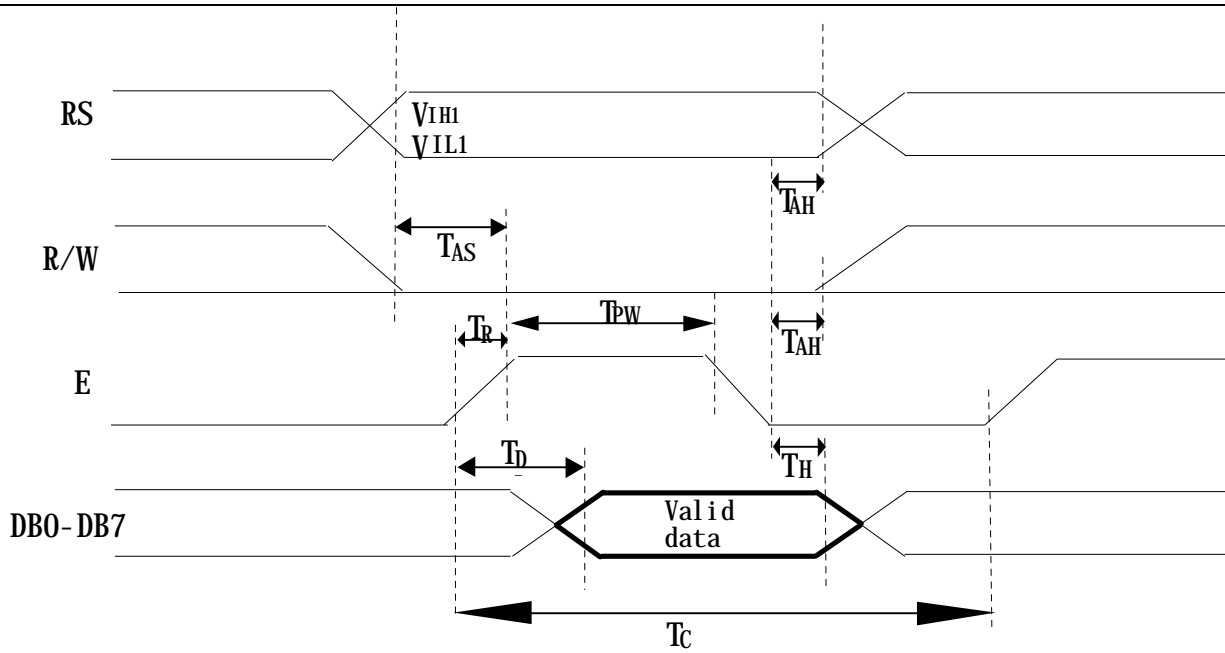 RS
VIH1
VIL1
TAH
TAS
R/W
TPW
TR
TAH
E
TD
TH
DB0-DB7
Valid
data
TC